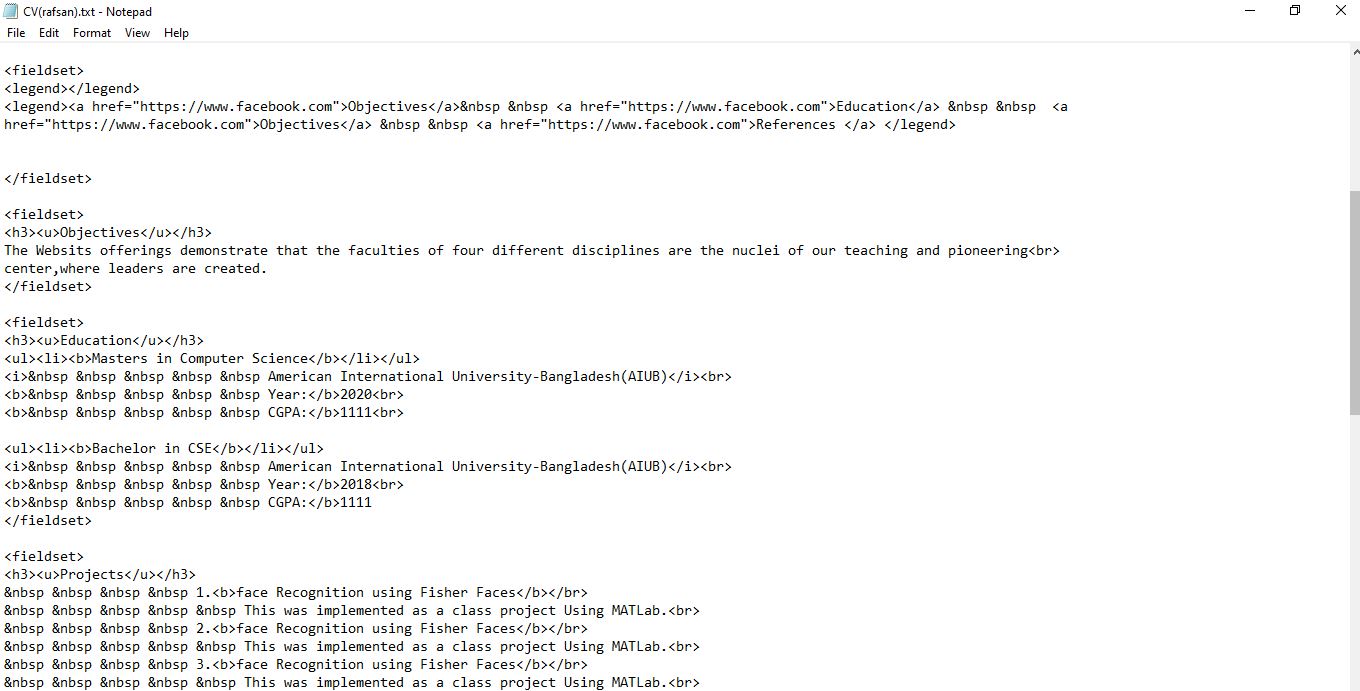 CV(rafsan).txt - Notepad
File Edit Format View Help
<fieldset>
<legend></legend>
<legend><a href="https://www.facebook.com">Objectives</a>&nbsp &nbsp <a href="https://www.facebook.com">Education</a> &nbsp &nbsp  <a
href="https://www.facebook.com">Objectives</a> &nbsp &nbsp <a href="https://www.facebook.com">References </a> </legend>
</fieldset>
<fieldset>
<h3><u>Objectives</u></h3>
The Websits offerings demonstrate that the faculties of four different disciplines are the nuclei of our teaching and pioneering<br>
center,where leaders are created.
</fieldset>
<fieldset>
<h3><u>Education</u></h3>
<ul><li><b>Masters in Computer Science</b></li></ul>
<i>&nbsp &nbsp &nbsp &nbsp &nbsp American International University-Bangladesh(AIUB)</i><br>
<b>&nbsp &nbsp &nbsp &nbsp &nbsp Year:</b>2020<br>
<b>&nbsp &nbsp &nbsp &nbsp &nbsp CGPA:</b>1111<br>
<ul><li><b>Bachelor in CSE</b></li></ul>
<i>&nbsp &nbsp &nbsp &nbsp &nbsp American International University-Bangladesh(AIUB)</i><br>
<b>&nbsp &nbsp &nbsp &nbsp &nbsp Year:</b>2018<br>
<b>&nbsp &nbsp &nbsp &nbsp &nbsp CGPA:</b>1111
</fieldset>
<fieldset>
<h3><u>Projects</u></h3>
&nbsp &nbsp &nbsp &nbsp 1.<b>face Recognition using Fisher Faces</b></br>
&nbsp &nbsp &nbsp &nbsp &nbsp This was implemented as a class project Using MATLab.<br>
&nbsp &nbsp &nbsp &nbsp 2.<b>face Recognition using Fisher Faces</b></br>
&nbsp &nbsp &nbsp &nbsp &nbsp This was implemented as a class project Using MATLab.<br>
&nbsp &nbsp &nbsp &nbsp 3.<b>face Recognition using Fisher Faces</b></br>
&nbsp &nbsp &nbsp &nbsp &nbsp This was implemented as a class project Using MATLab.<br>